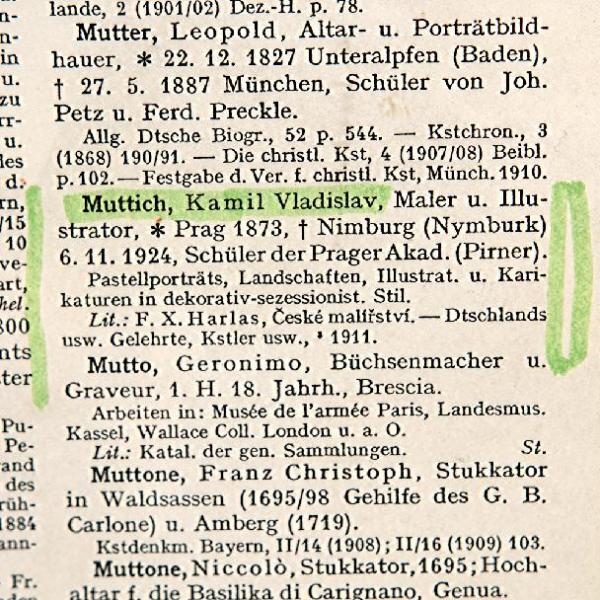 lande, 2 (1901/02) Dez.-H. p. 78.
Mutter, Leopold, Altar- u. Porträtbild-
hauer, * 22. 12. 1827 Unteralpfen (Baden),
† 27. 5. 1887 München, Schüler von Joh.
Petz u. Ferd. Preckle.
Allg. Dtsche Biogr., 52 p. 544. — Kstchron., 3
(1868) 190/91. — Die christl. Kst, 4 (1907/08) Beibl.
p. 102. — Festgabe d. Ver. f. christl. Kst, Münch. 1910.
Muttich, Kamil Vladislav, Maler u. Illu-
strator, * Prag 1873, † Nimburg (Nymburk)
6. 11. 1924, Schüler der Prager Akad. (Pirner).
Pastellporträts, Landschaften, Illustrat. u. Kari-
katuren in dekorativ-sezessionist. Stil.
Lit.: F. X. Harlas, České malířství. — Dtschlands
usw. Gelehrte, Kstler usw., ³ 1911.
Mutto, Geronimo, Büchsenmacher u.
Graveur, 1. H. 18. Jahrh., Brescia.
Arbeiten in: Musée de l'armée Paris, Landesmus.
Kassel, Wallace Coll. London u. a. O.
Lit.: Katal. der gen. Sammlungen. St.
Muttone, Franz Christoph, Stukkator
in Waldsassen (1695/98 Gehilfe des G. B.
Carlone) u. Amberg (1719).
Kstdenkm. Bayern, II/14 (1908); II/16 (1909) 103.
Muttone, Niccolò, Stukkator, 1695; Hoch-
altar f. die Basilika di Carignano, Genua.